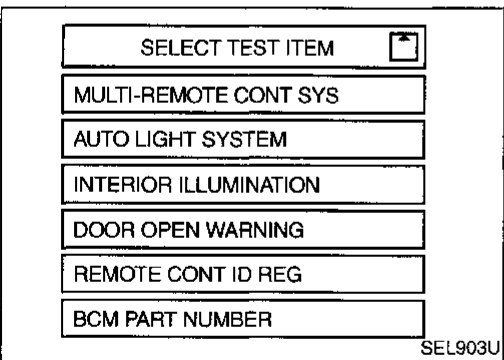 SELECT TEST ITEM
MULTI-REMOTE CONT SYS
AUTO LIGHT SYSTEM
INTERIOR ILLUMINATION
DOOR OPEN WARNING
REMOTE CONT ID REG
BCM PART NUMBER
SEL903U